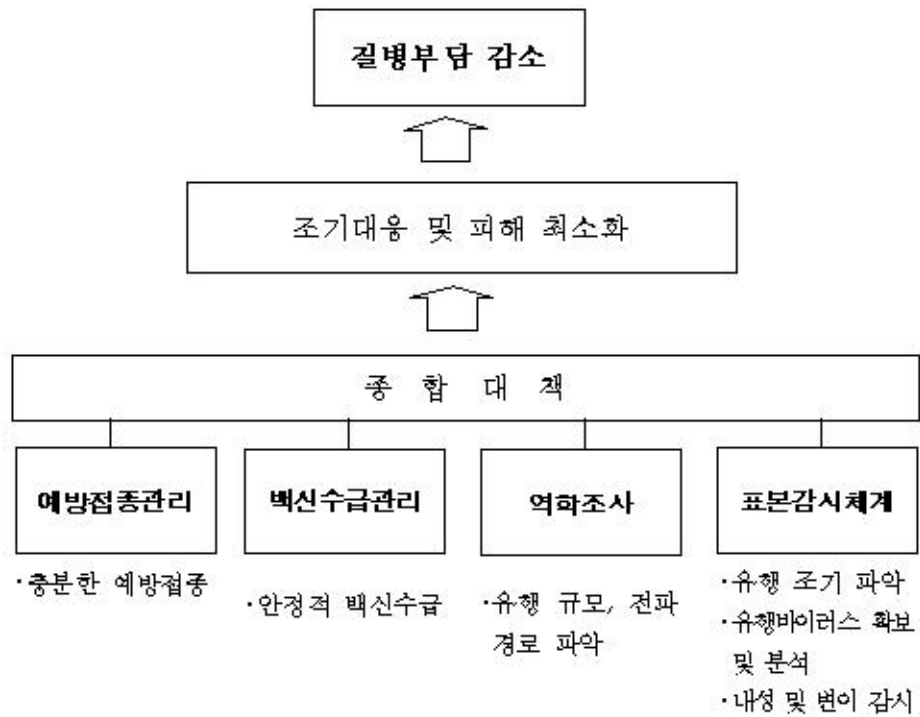 질병부담 감소
조기대응 및 피해 최소화
종 합 대 책
예방접종관리
백신수급관리
역학조사
표본감시체계
·충분한 예방접종
·안정적 백신수급
·유행 규모, 전파
경로 파악
·유행 조기 파악
·유행바이러스 확보
및 분석
·내성 및 변이 감시